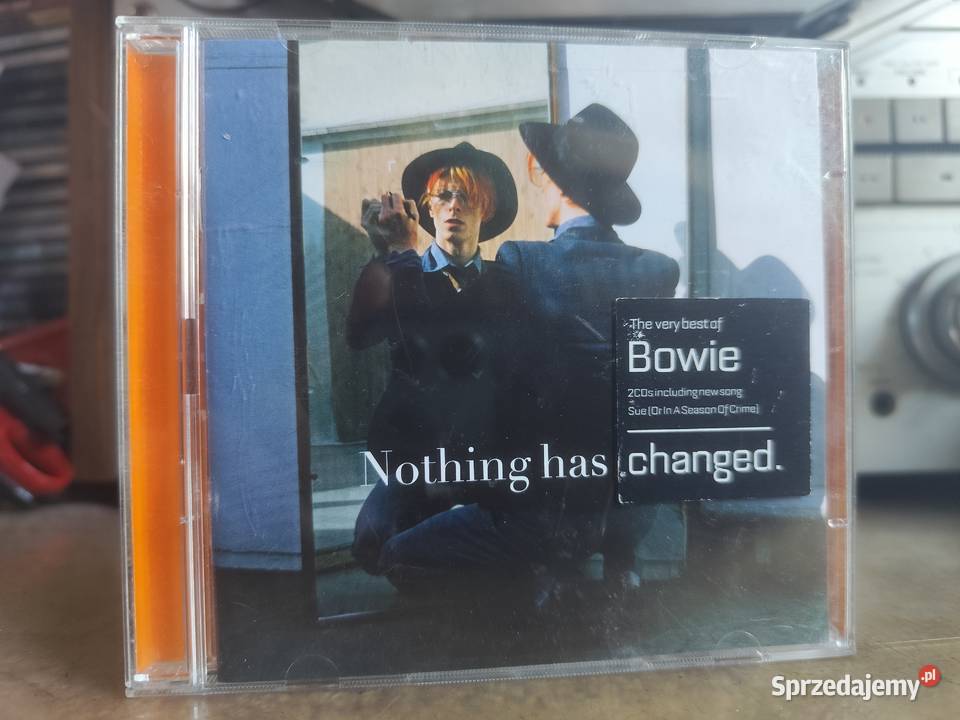 The very best of
Bowie
2CDs including new song
Sue (Or In A Season Of Crime)
Nothing has changed.
Sprzedajemy.pl